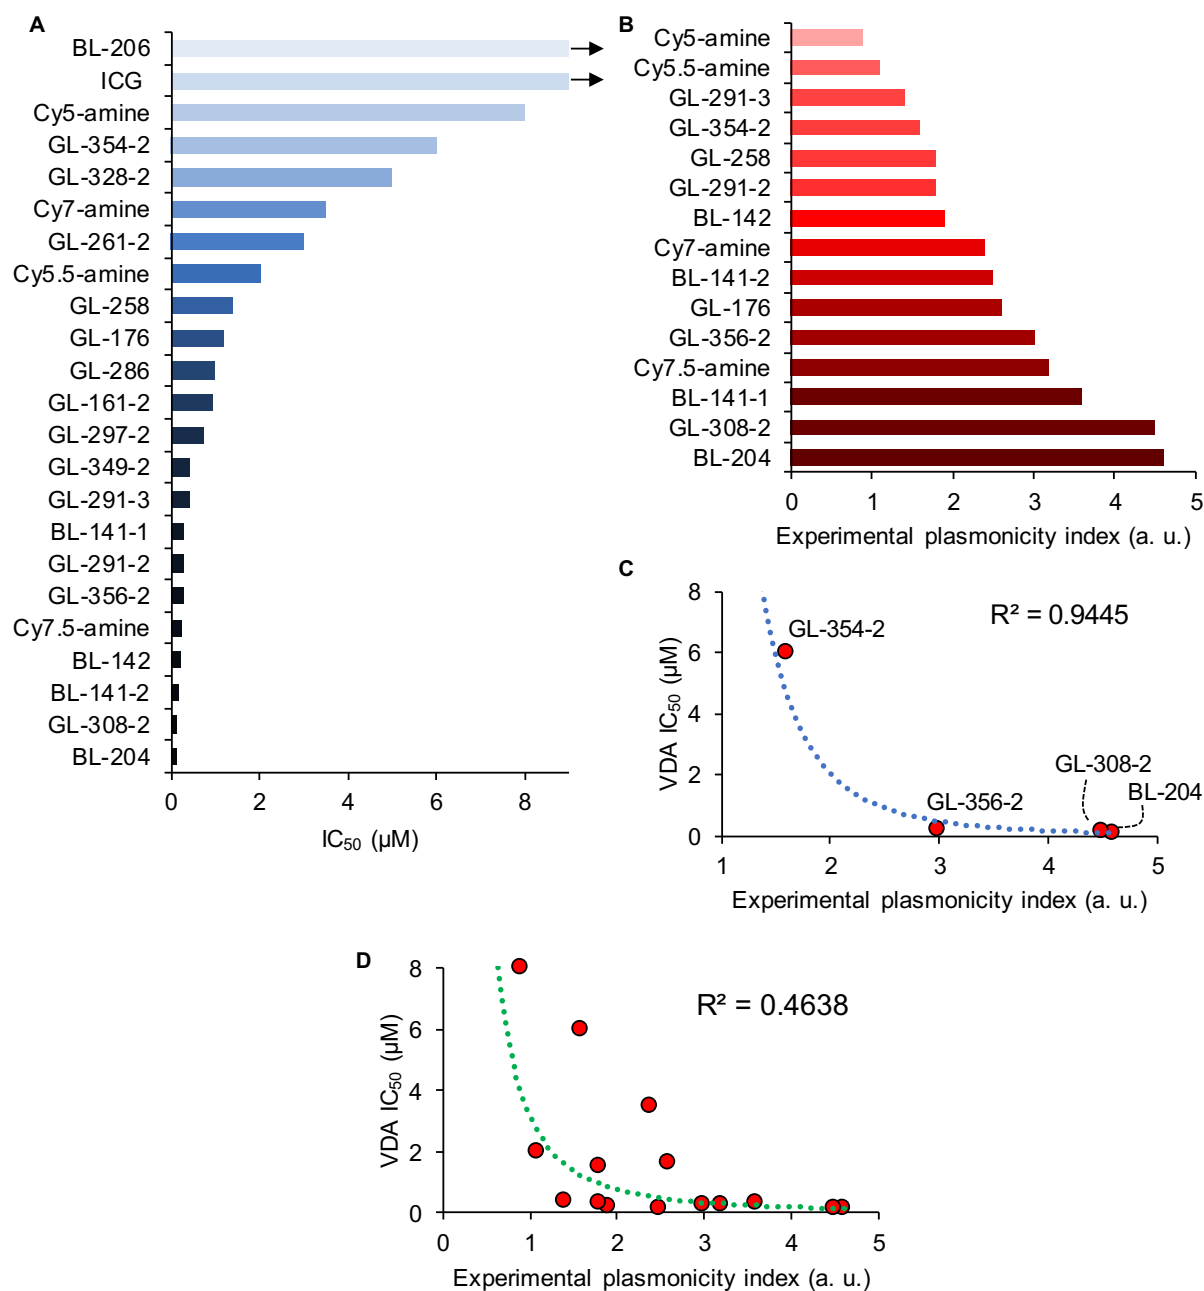 A
BL-206
ICG
Cy5-amine
GL-354-2
GL-328-2
Cy7-amine
GL-261-2
Cy5.5-amine
GL-258
GL-176
GL-286
GL-161-2
GL-297-2
GL-349-2
GL-291-3
BL-141-1
GL-291-2
GL-356-2
Cy7.5-amine
BL-142
BL-141-2
GL-308-2
BL-204
0 2 4 6 8
IC₅₀ (µM)
B
Cy5-amine
Cy5.5-amine
GL-291-3
GL-354-2
GL-258
GL-291-2
BL-142
Cy7-amine
BL-141-2
GL-176
GL-356-2
Cy7.5-amine
BL-141-1
GL-308-2
BL-204
0 1 2 3 4 5
Experimental plasmonicity index (a. u.)
C
VDA IC₅₀ (µM)
8
6
4
2
0
R² = 0.9445
GL-354-2
GL-356-2
GL-308-2
BL-204
1 2 3 4 5
Experimental plasmonicity index (a. u.)
D
VDA IC₅₀ (µM)
8
6
4
2
0
R² = 0.4638
0 1 2 3 4 5
Experimental plasmonicity index (a. u.)